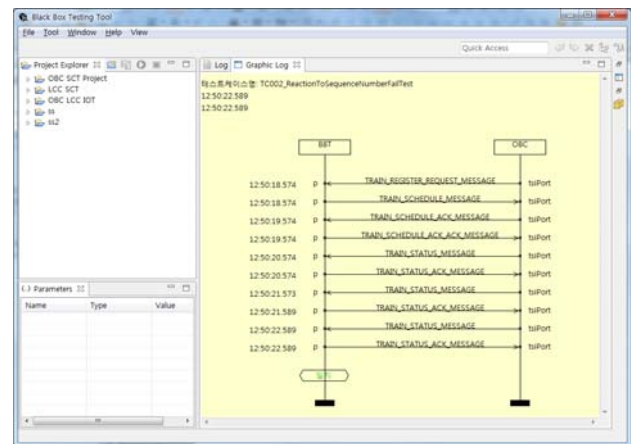 Black Box Testing Tool
File Tool Window Help View
Quick Access
Project Explorer
OBC SCT Project
LCC SCT
OBC LCC IOT
ss
ss2
Parameters
Name Type Value
Log Graphic Log
테스트케이스명: TC002_ReactionToSequenceNumberFailTest
12:50:22.589
12:50:22.589
BBT OBC
12:50:18.574 p TRAIN_REGISTER_REQUEST_MESSAGE tsiPort
12:50:18.574 p TRAIN_SCHEDULE_MESSAGE tsiPort
12:50:19.574 p TRAIN_SCHEDULE_ACK_MESSAGE tsiPort
12:50:19.574 p TRAIN_SCHEDULE_ACK_ACK_MESSAGE tsiPort
12:50:20.574 p TRAIN_STATUS_MESSAGE tsiPort
12:50:20.574 p TRAIN_STATUS_ACK_MESSAGE tsiPort
12:50:21.573 p TRAIN_STATUS_MESSAGE tsiPort
12:50:21.589 p TRAIN_STATUS_ACK_MESSAGE tsiPort
12:50:22.589 p TRAIN_STATUS_MESSAGE tsiPort
12:50:22.589 p TRAIN_STATUS_ACK_MESSAGE tsiPort